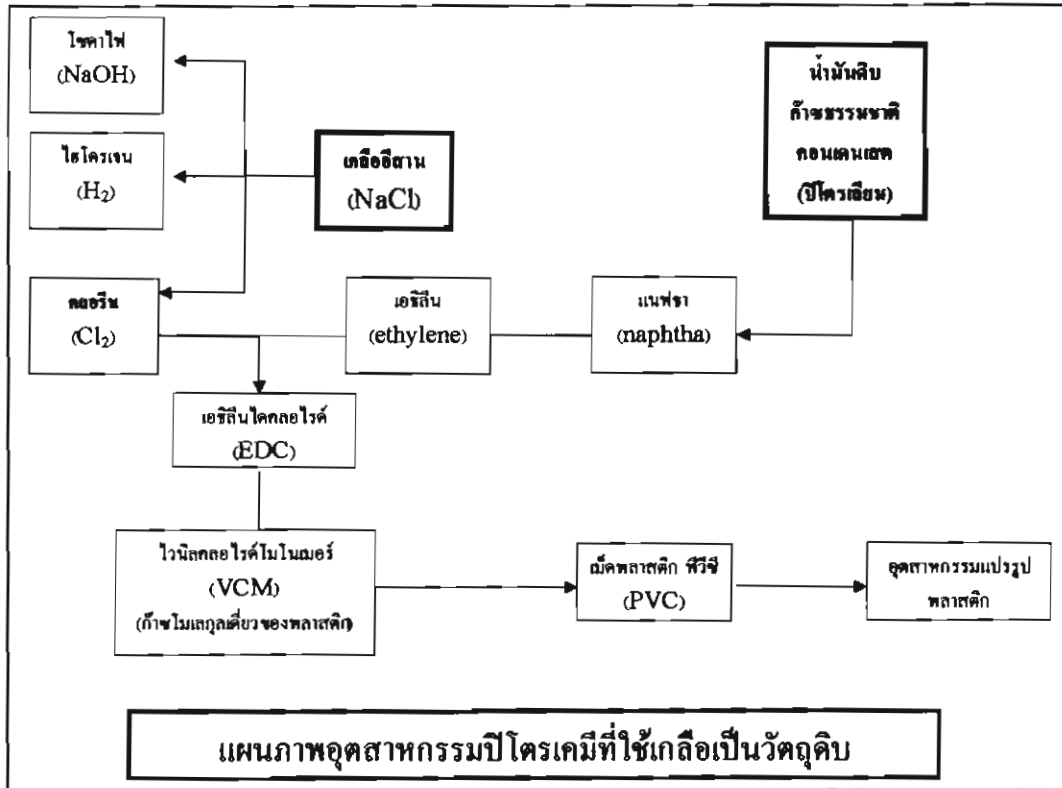 โซดาไฟ
(NaOH)
ไฮโดรเจน
(H₂)
เกลืออีสาน
(NaCl)
น้ำมันดิบ
ก๊าซธรรมชาติ
คอนเดนเสต
(ปิโตรเลียม)
คลอรีน
(Cl₂)
เอธิลีน
(ethylene)
แนฟธา
(naphtha)
เอธิลีนไดคลอไรด์
(EDC)
ไวนิลคลอไรด์โมโนเมอร์
(VCM)
(ก๊าซโมเลกุลเดี่ยวของพลาสติก)
เม็ดพลาสติก พีวีซี
(PVC)
อุตสาหกรรมแปรรูป
พลาสติก
แผนภาพอุตสาหกรรมปิโตรเคมีที่ใช้เกลือเป็นวัตถุดิบ